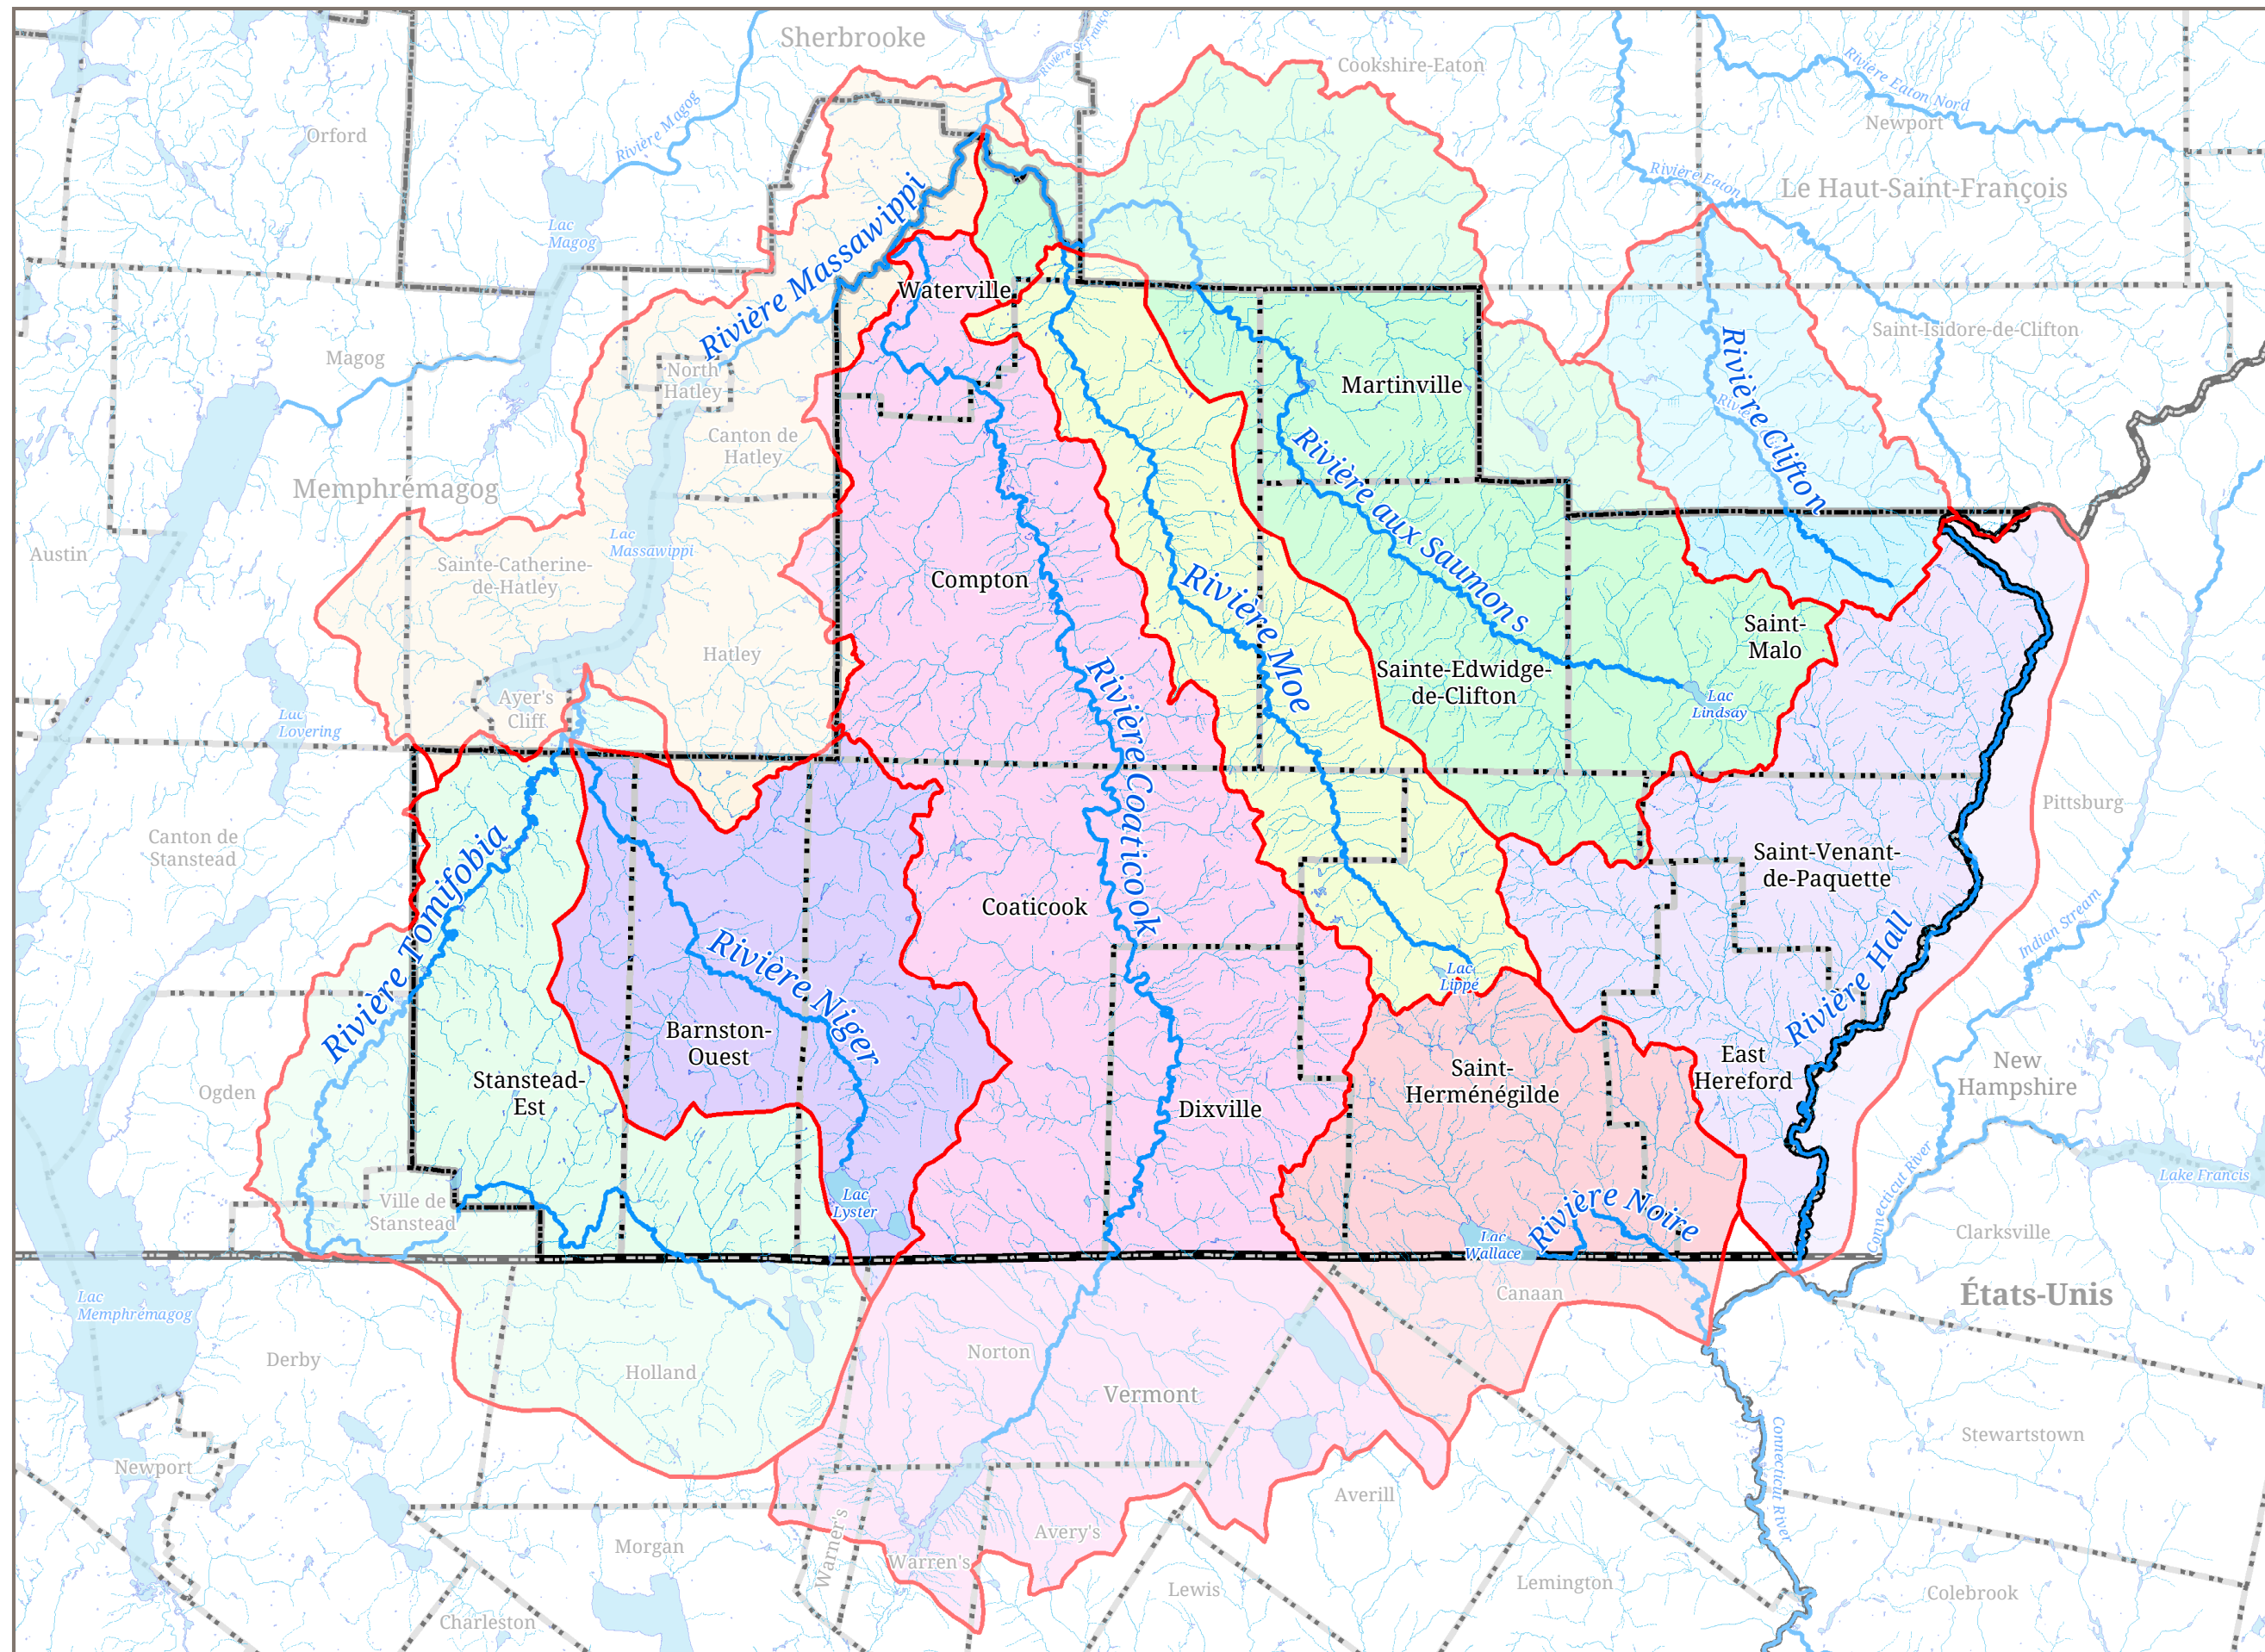 Sherbrooke
Cookshire-Eaton
Rivière St-François
Rivière Eaton Nord
Newport
Orford
Rivière Magog
Rivière Eaton
Le Haut-Saint-François
Lac
Magog
Rivière Massawippi
Waterville
Magog
North
Hatley
Martinville
Saint-Isidore-de-Clifton
Rivière Clifton
Canton de
Hatley
Memphrémagog
Rivière aux Saumons
Austin
Lac
Massawippi
Sainte-Catherine-
de-Hatley
Compton
Rivière Moe
Saint-
Malo
Hatley
Sainte-Edwidge-
de-Clifton
Lac
Lindsay
Ayer's
Cliff
Lac
Lovering
Rivière Coaticook
Pittsburg
Canton de
Stanstead
Rivière Tomifobia
Saint-Venant-
de-Paquette
Coaticook
Rivière Niger
Lac
Lippé
Rivière Hall
Indian Stream
Barnston-
Ouest
Ogden
Stanstead-
Est
Dixville
Saint-
Herménégilde
East
Hereford
New
Hampshire
Lake Francis
Connecticut River
Ville de
Stanstead
Lac
Lyster
Rivière Noire
Lac
Wallace
Clarksville
États-Unis
Canaan
Lac
Memphrémagog
Derby
Holland
Norton
Vermont
Stewartstown
Connecticut River
Newport
Averill
Morgan
Warner's
Warren's
Avery's
Lewis
Lemington
Colebrook
Charleston